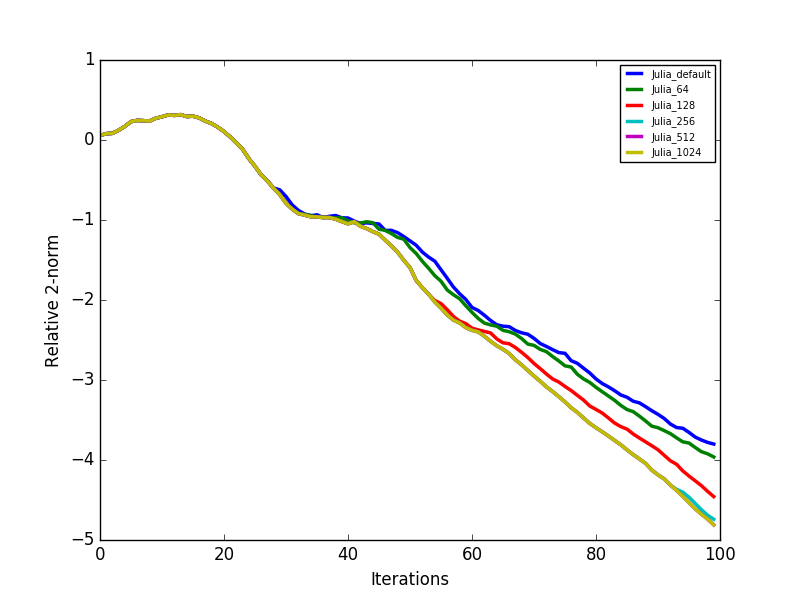 1
0
−1
−2
−3
−4
−5
0
20
40
60
80
100
Relative 2-norm
Iterations
Julia_default
Julia_64
Julia_128
Julia_256
Julia_512
Julia_1024